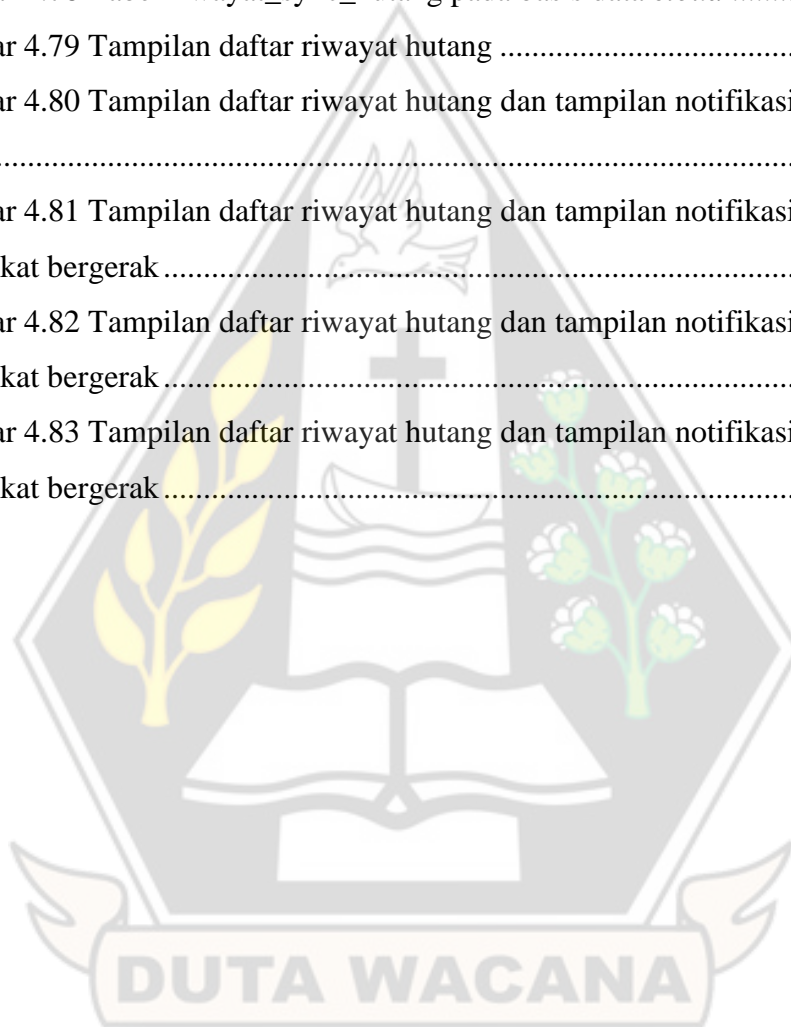 ar 4.79 Tampilan daftar riwayat hutang ....................................
ar 4.80 Tampilan daftar riwayat hutang dan tampilan notifikasi
....................................................................................................
ar 4.81 Tampilan daftar riwayat hutang dan tampilan notifikasi
kat bergerak ...............................................................................
ar 4.82 Tampilan daftar riwayat hutang dan tampilan notifikasi
kat bergerak ...............................................................................
ar 4.83 Tampilan daftar riwayat hutang dan tampilan notifikasi
kat bergerak ...............................................................................
DUTA WACANA